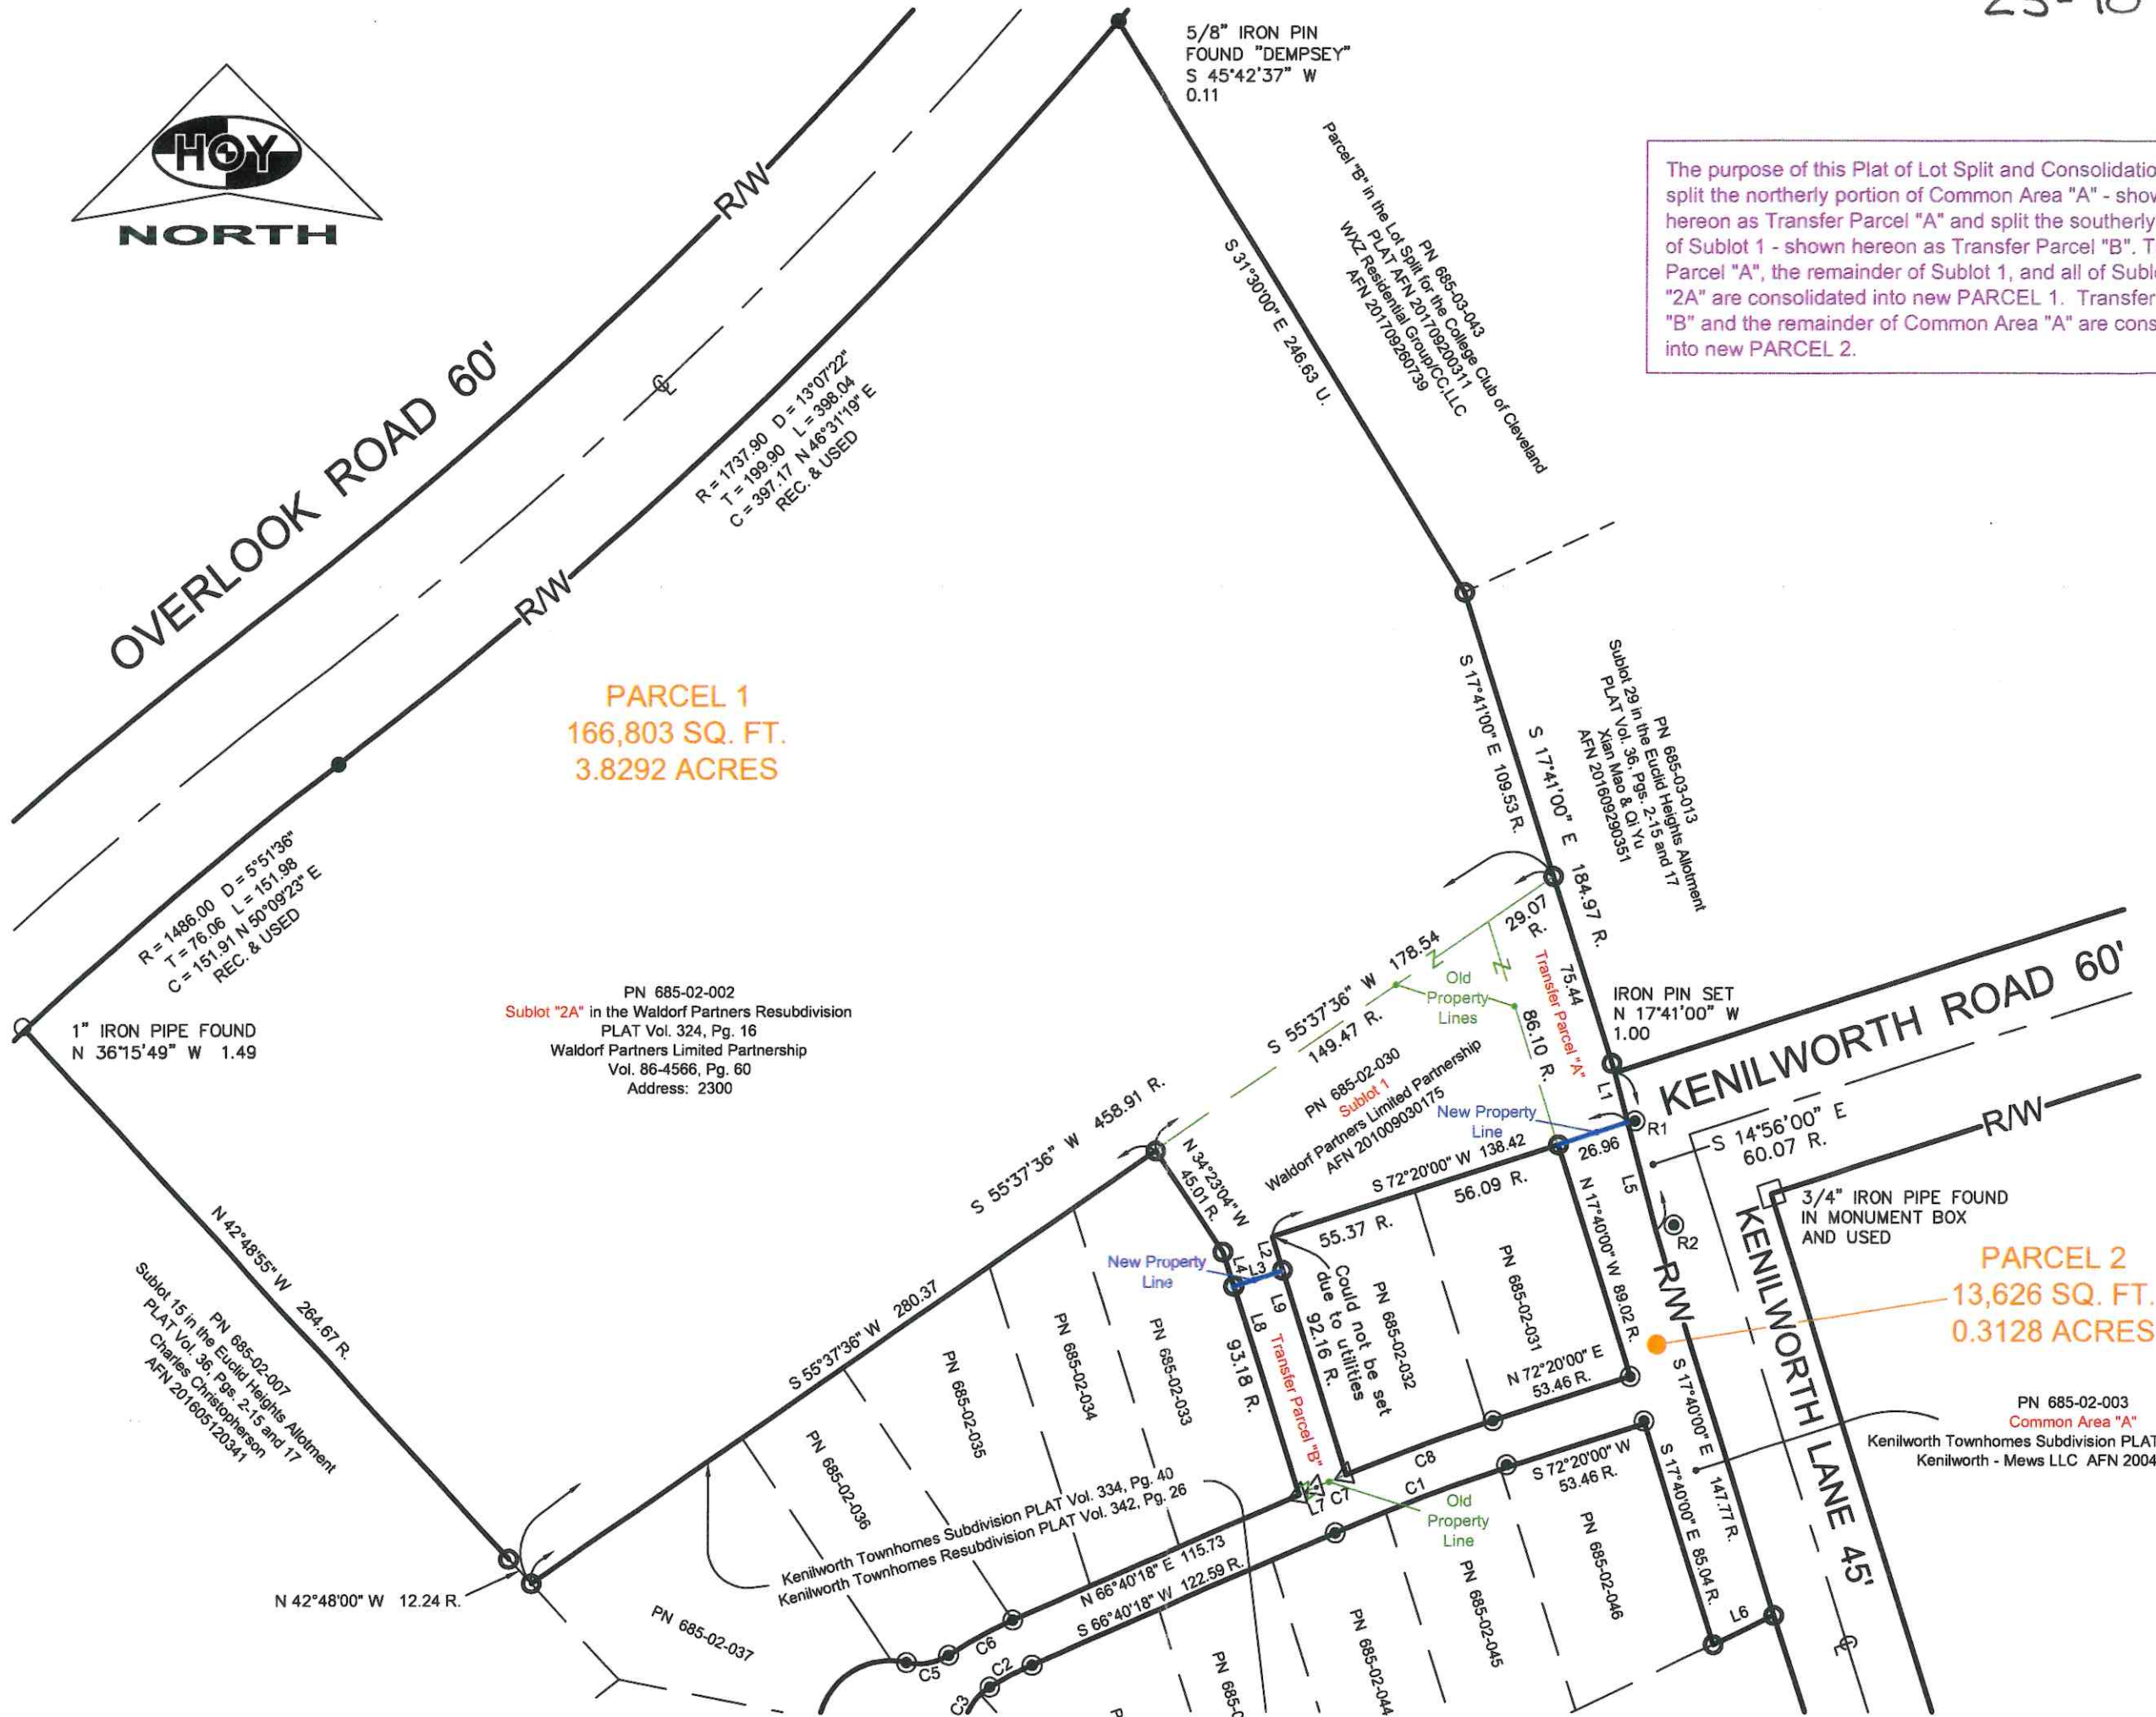 HOY
NORTH
5/8" IRON PIN
FOUND "DEMPSEY"
S 45°42'37" W
0.11
The purpose of this Plat of Lot Split and Consolidatio
split the northerly portion of Common Area "A" - show
hereon as Transfer Parcel "A" and split the southerly
of Sublot 1 - shown hereon as Transfer Parcel "B". T
Parcel "A", the remainder of Sublot 1, and all of Subl
"2A" are consolidated into new PARCEL 1. Transfer
"B" and the remainder of Common Area "A" are cons
into new PARCEL 2.
OVERLOOK ROAD 60'
R/W
R/W
R = 1737.90 D = 13°07'22"
T = 199.90 L = 398.04
C = 397.17 N 46°31'19" E
REC. & USED
S 31°30'00" E 246.63 U.
PN 685-03-043
Parcel "B" in the Lot Split for the College Club of Cleveland
PLAT AFN 201709200311
WXZ Residential Group/CC,LLC
AFN 201709260739
PARCEL 1
166,803 SQ. FT.
3.8292 ACRES
S 17°41'00" E 109.53 R.
S 17°41'00" E 184.97 R.
PN 685-03-013
Sublot 29 in the Euclid Heights Allotment
PLAT Vol. 36, Pgs. 2-15 and 17
Xian Mao & Qi Yu
AFN 201609290351
R = 1486.00 D = 5°51'36"
T = 76.06 L = 151.98
C = 151.91 N 50°09'23" E
REC. & USED
1" IRON PIPE FOUND
N 36°15'49" W 1.49
PN 685-02-002
Sublot "2A" in the Waldorf Partners Resubdivision
PLAT Vol. 324, Pg. 16
Waldorf Partners Limited Partnership
Vol. 86-4566, Pg. 60
Address: 2300
S 55°37'36" W 178.54
149.47 R.
29.07
R.
Old
Property
Lines
Transfer Parcel "A"
75.44
86.10 R.
IRON PIN SET
N 17°41'00" W
1.00
KENILWORTH ROAD 60'
R/W
L1
R1
S 14°56'00" E
60.07 R.
PN 685-02-030
Sublot 1
Waldorf Partners Limited Partnership
AFN 201009030175
New Property
Line
26.96
S 72°20'00" W 138.42
56.09 R.
55.37 R.
S 55°37'36" W 458.91 R.
N 34°23'04" W
45.01 R.
L2
L3
L4
New Property
Line
L5
R2
3/4" IRON PIPE FOUND
IN MONUMENT BOX
AND USED
PARCEL 2
13,626 SQ. FT.
0.3128 ACRES
N 42°48'55" W 264.67 R.
PN 685-02-007
Sublot 15 in the Euclid Heights Allotment
PLAT Vol. 36, Pgs. 2-15 and 17
Charles Christopherson
AFN 201605120341
S 55°37'36" W 280.37
L8
93.18 R.
Transfer Parcel "B"
L9
92.16 R.
Could not be set
due to utilities
PN 685-02-032
PN 685-02-031
N 17°40'00" W 89.02 R.
N 72°20'00" E
53.46 R.
R/W
KENILWORTH LANE 45'
S 17°40'00" E 147.77 R.
PN 685-02-003
Common Area "A"
Kenilworth Townhomes Subdivision PLAT
Kenilworth - Mews LLC AFN 2004
PN 685-02-033
PN 685-02-034
PN 685-02-035
PN 685-02-036
PN 685-02-037
Kenilworth Townhomes Subdivision PLAT Vol. 334, Pg. 40
Kenilworth Townhomes Resubdivision PLAT Vol. 342, Pg. 26
L7
C7
C8
C1
S 72°20'00" W
53.46 R.
Old
Property
Line
S 17°40'00" E 85.04 R.
N 42°48'00" W 12.24 R.
N 66°40'18" E 115.73
S 66°40'18" W 122.59 R.
C5
C6
C2
C3
L6
PN 685-02-046
PN 685-02-045
PN 685-02-044
PN 685-0